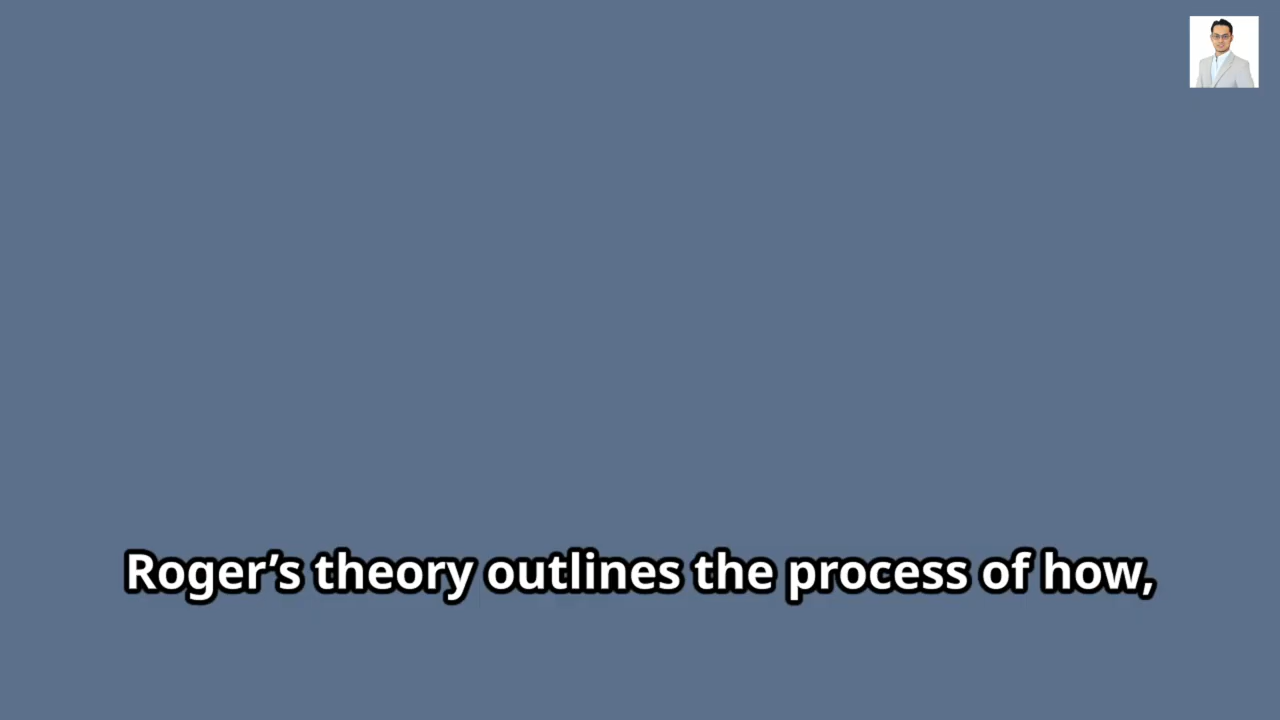 Roger’s theory outlines the process of how,